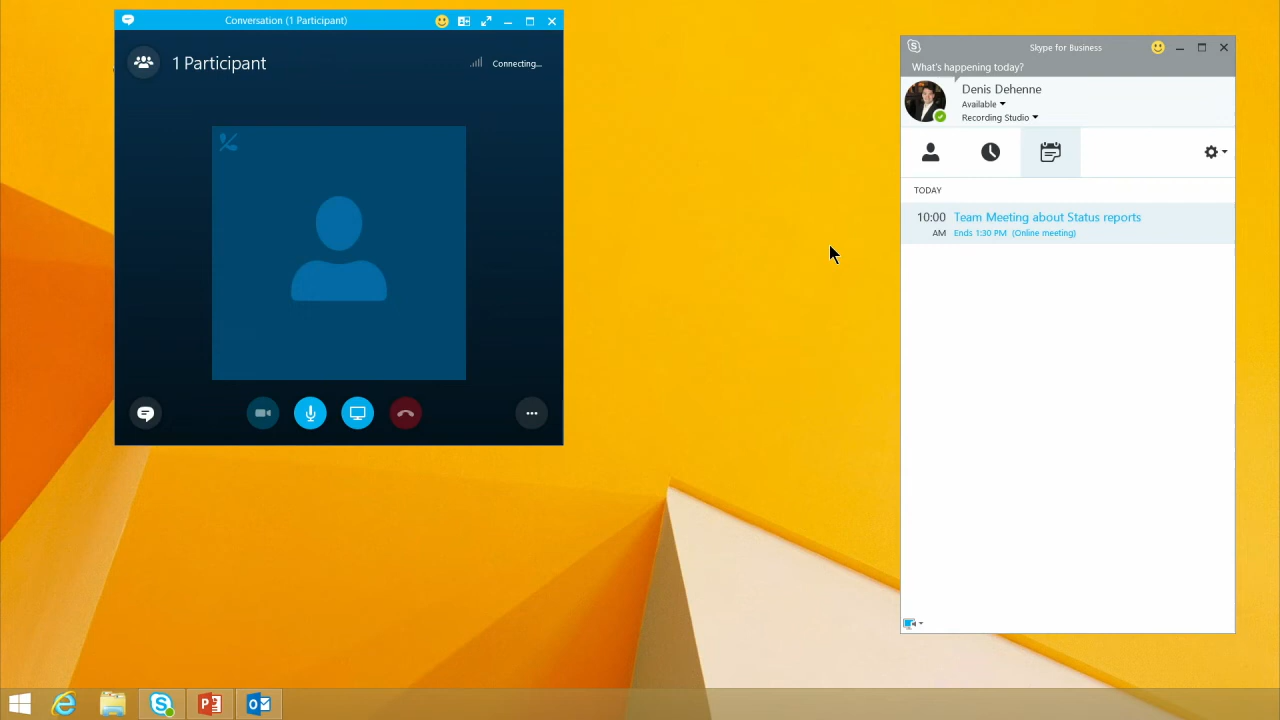 Conversation (1 Participant)
1 Participant
Connecting...
Skype for Business
What's happening today?
Denis Dehenne
Available
Recording Studio
TODAY
10:00 AM
Team Meeting about Status reports
Ends 1:30 PM (Online meeting)